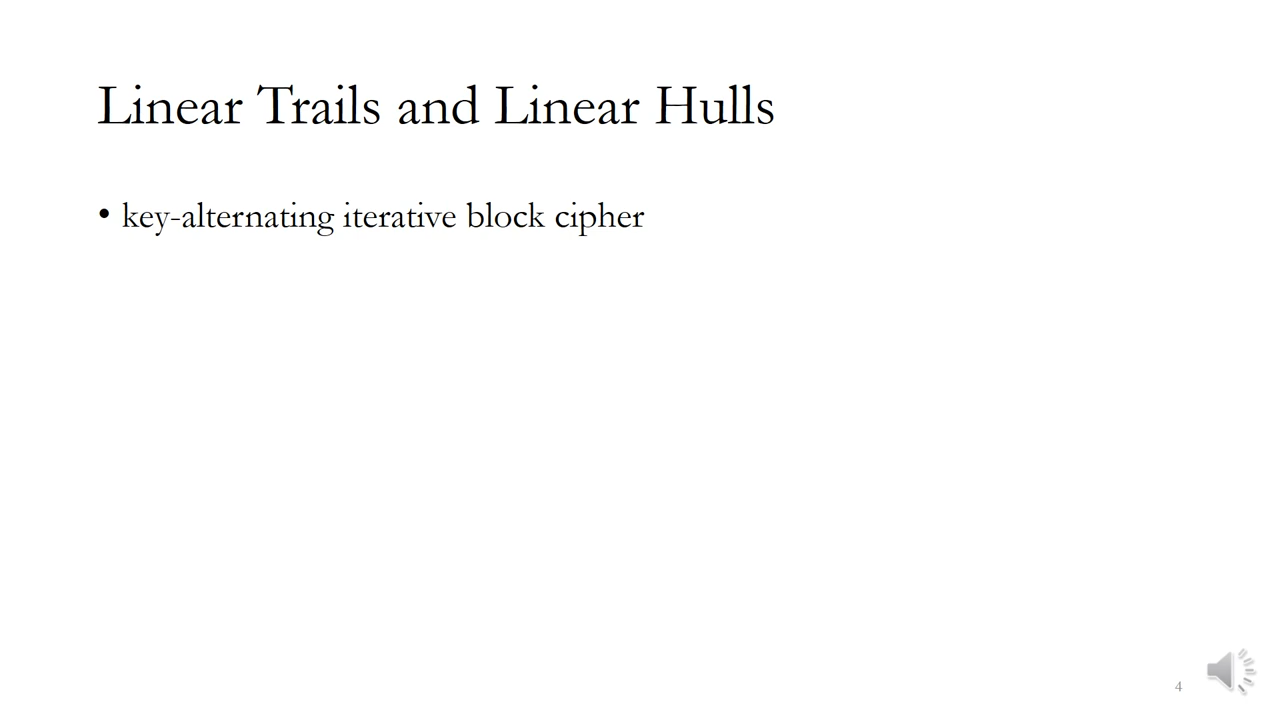 Linear Trails and Linear Hulls
• key-alternating iterative block cipher
4